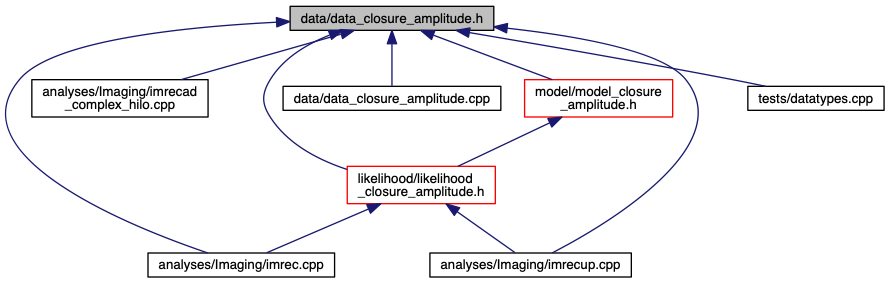 data/data_closure_amplitude.h
analyses/Imaging/imrecad
_complex_hilo.cpp
data/data_closure_amplitude.cpp
model/model_closure
_amplitude.h
tests/datatypes.cpp
likelihood/likelihood
_closure_amplitude.h
analyses/Imaging/imrec.cpp
analyses/Imaging/imrecup.cpp